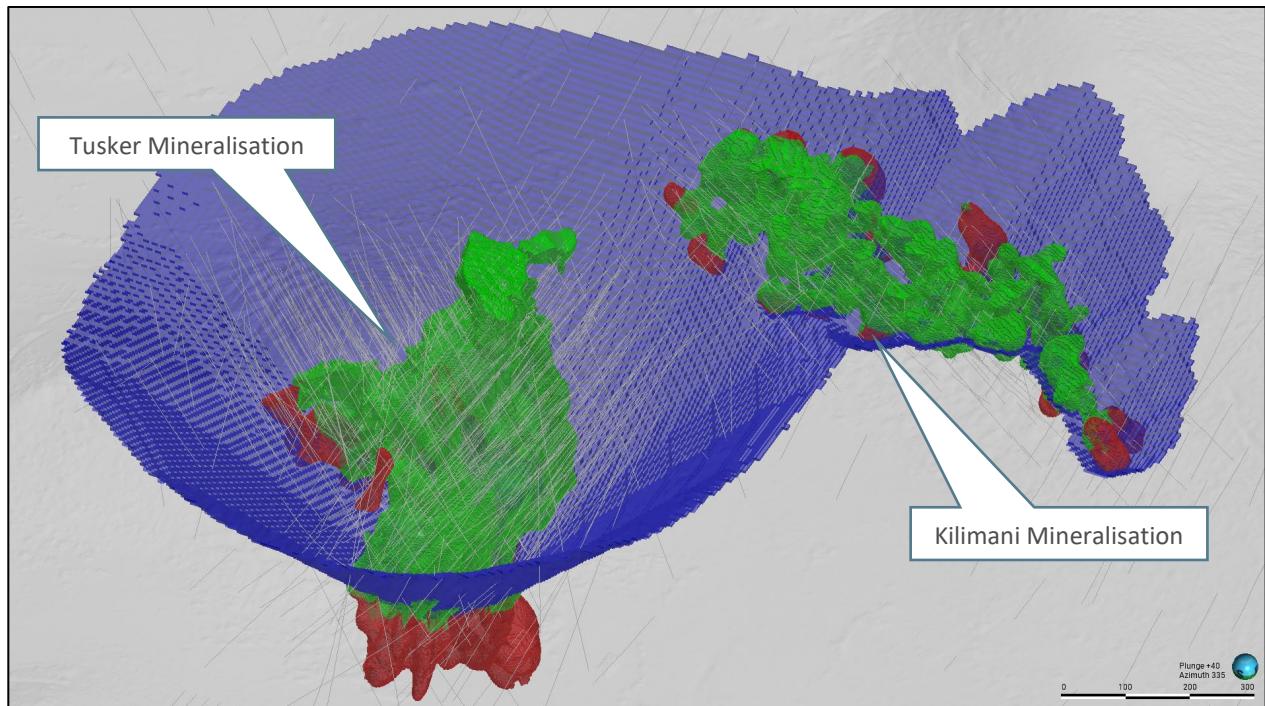 Tusker Mineralisation
Kilimani Mineralisation
Plunge +40
Azimuth 335
0 100 200 300